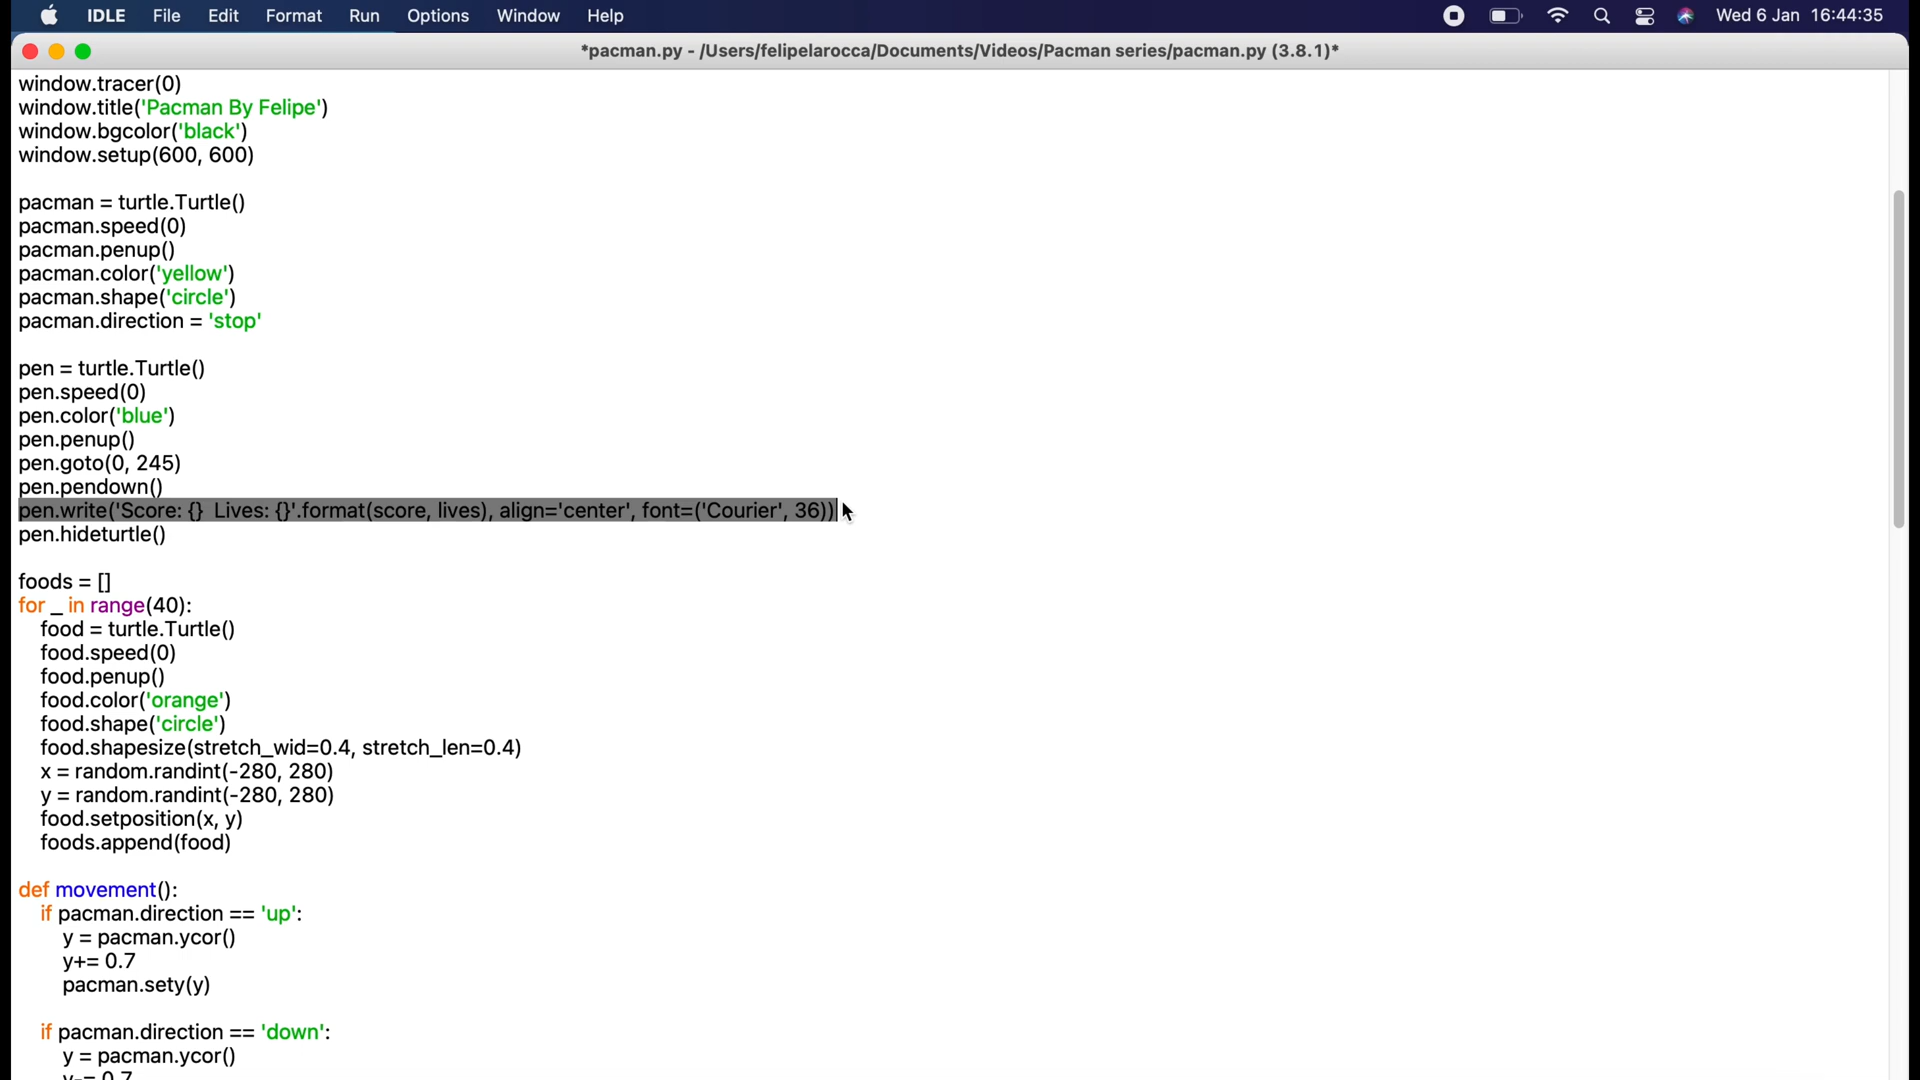 IDLE File Edit Format Run Options Window Help Wed 6 Jan 16:44:35
*pacman.py - /Users/felipelarocca/Documents/Videos/Pacman series/pacman.py (3.8.1)*
window.tracer(0)
window.title('Pacman By Felipe')
window.bgcolor('black')
window.setup(600, 600)
pacman = turtle.Turtle()
pacman.speed(0)
pacman.penup()
pacman.color('yellow')
pacman.shape('circle')
pacman.direction = 'stop'
pen = turtle.Turtle()
pen.speed(0)
pen.color('blue')
pen.penup()
pen.goto(0, 245)
pen.pendown()
pen.write('Score: {}  Lives: {}'.format(score, lives), align='center', font=('Courier', 36))
pen.hideturtle()
foods = []
for _ in range(40):
food = turtle.Turtle()
food.speed(0)
food.penup()
food.color('orange')
food.shape('circle')
food.shapesize(stretch_wid=0.4, stretch_len=0.4)
x = random.randint(-280, 280)
y = random.randint(-280, 280)
food.setposition(x, y)
foods.append(food)
def movement():
if pacman.direction == 'up':
y = pacman.ycor()
y+= 0.7
pacman.sety(y)
if pacman.direction == 'down':
y = pacman.ycor()
y-= 0.7